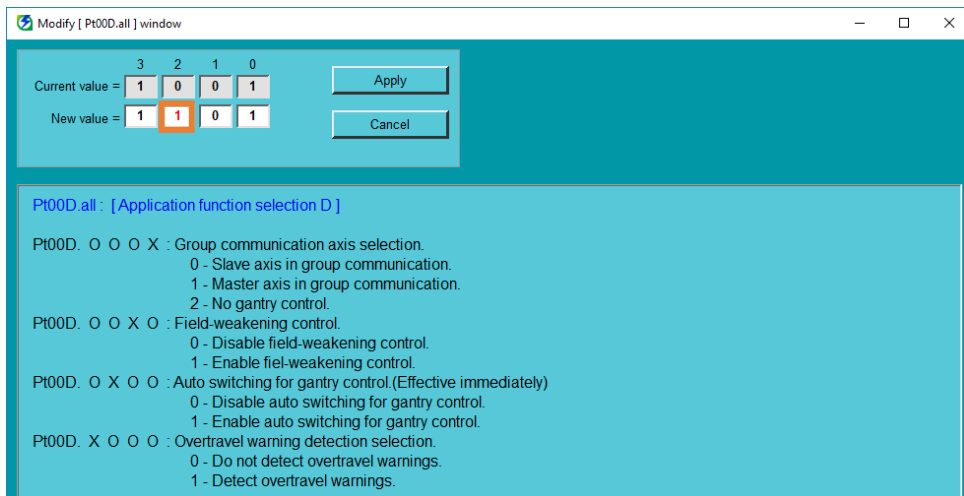 Modify [ Pt00D.all ] window
3 2 1 0
Current value = 1 0 0 1
Apply
New value = 1 1 0 1
Cancel
Pt00D.all : [ Application function selection D ]
Pt00D. O O O X : Group communication axis selection.
0 - Slave axis in group communication.
1 - Master axis in group communication.
2 - No gantry control.
Pt00D. O O X O : Field-weakening control.
0 - Disable field-weakening control.
1 - Enable fiel-weakening control.
Pt00D. O X O O : Auto switching for gantry control.(Effective immediately)
0 - Disable auto switching for gantry control.
1 - Enable auto switching for gantry control.
Pt00D. X O O O : Overtravel warning detection selection.
0 - Do not detect overtravel warnings.
1 - Detect overtravel warnings.